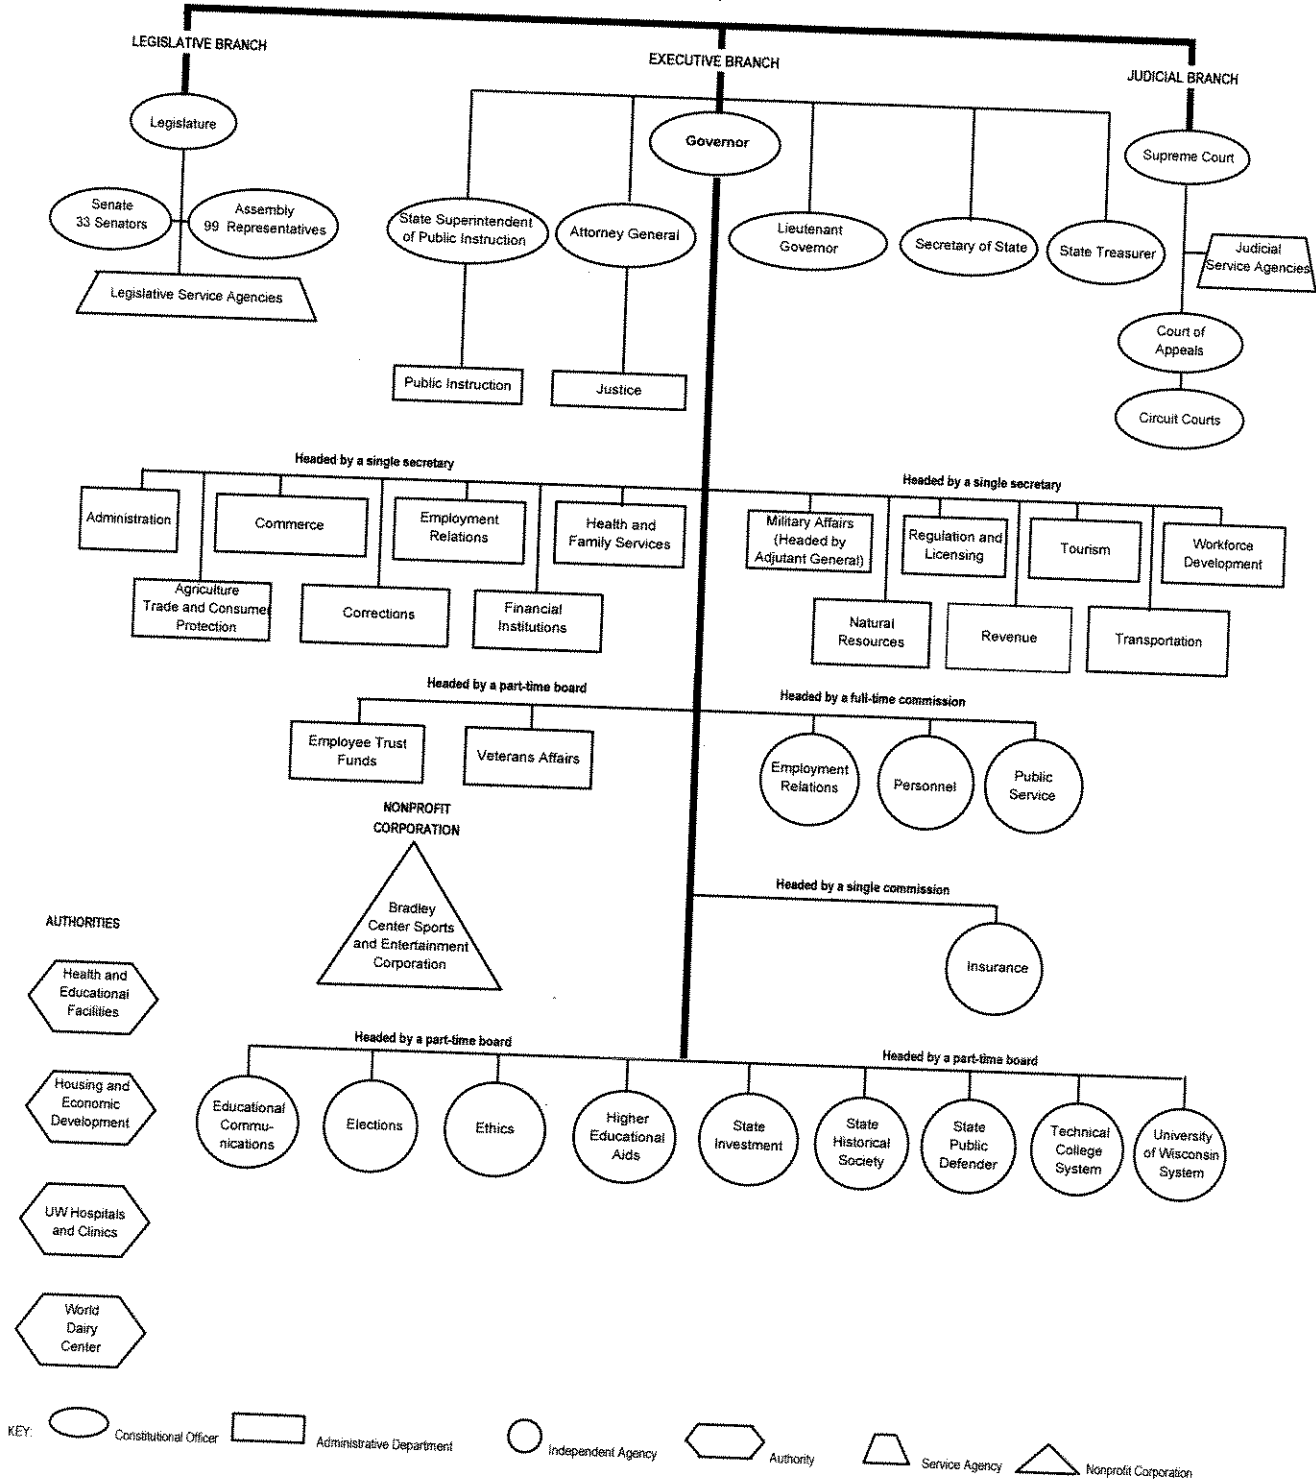 LEGISLATIVE BRANCH
EXECUTIVE BRANCH
JUDICIAL BRANCH
Legislature
Governor
Supreme Court
Senate
33 Senators
Assembly
99 Representatives
State Superintendent
of Public Instruction
Attorney General
Lieutenant
Governor
Secretary of State
State Treasurer
Judicial
Service Agencies
Legislative Service Agencies
Court of
Appeals
Public Instruction
Justice
Circuit Courts
Headed by a single secretary
Headed by a single secretary
Administration
Commerce
Employment
Relations
Health and
Family Services
Military Affairs
(Headed by
Adjutant General)
Regulation and
Licensing
Tourism
Workforce
Development
Agriculture
Trade and Consumer
Protection
Corrections
Financial
Institutions
Natural
Resources
Revenue
Transportation
Headed by a part-time board
Headed by a full-time commission
Employee Trust
Funds
Veterans Affairs
Employment
Relations
Personnel
Public
Service
NONPROFIT
CORPORATION
Bradley
Center Sports
and Entertainment
Corporation
Headed by a single commission
Insurance
AUTHORITIES
Health and
Educational
Facilities
Housing and
Economic
Development
UW Hospitals
and Clinics
World
Dairy
Center
Headed by a part-time board
Headed by a part-time board
Educational
Commu-
nications
Elections
Ethics
Higher
Educational
Aids
State
Investment
State
Historical
Society
State
Public
Defender
Technical
College
System
University
of Wisconsin
System
KEY:
Constitutional Officer
Administrative Department
Independent Agency
Authority
Service Agency
Nonprofit Corporation